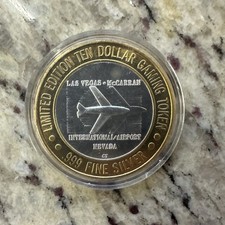 LIMITED EDITION TEN DOLLAR GAMING TOKEN
LAS VEGAS • McCARRAN
INTERNATIONAL AIRPORT
NEVADA
.999 FINE SILVER